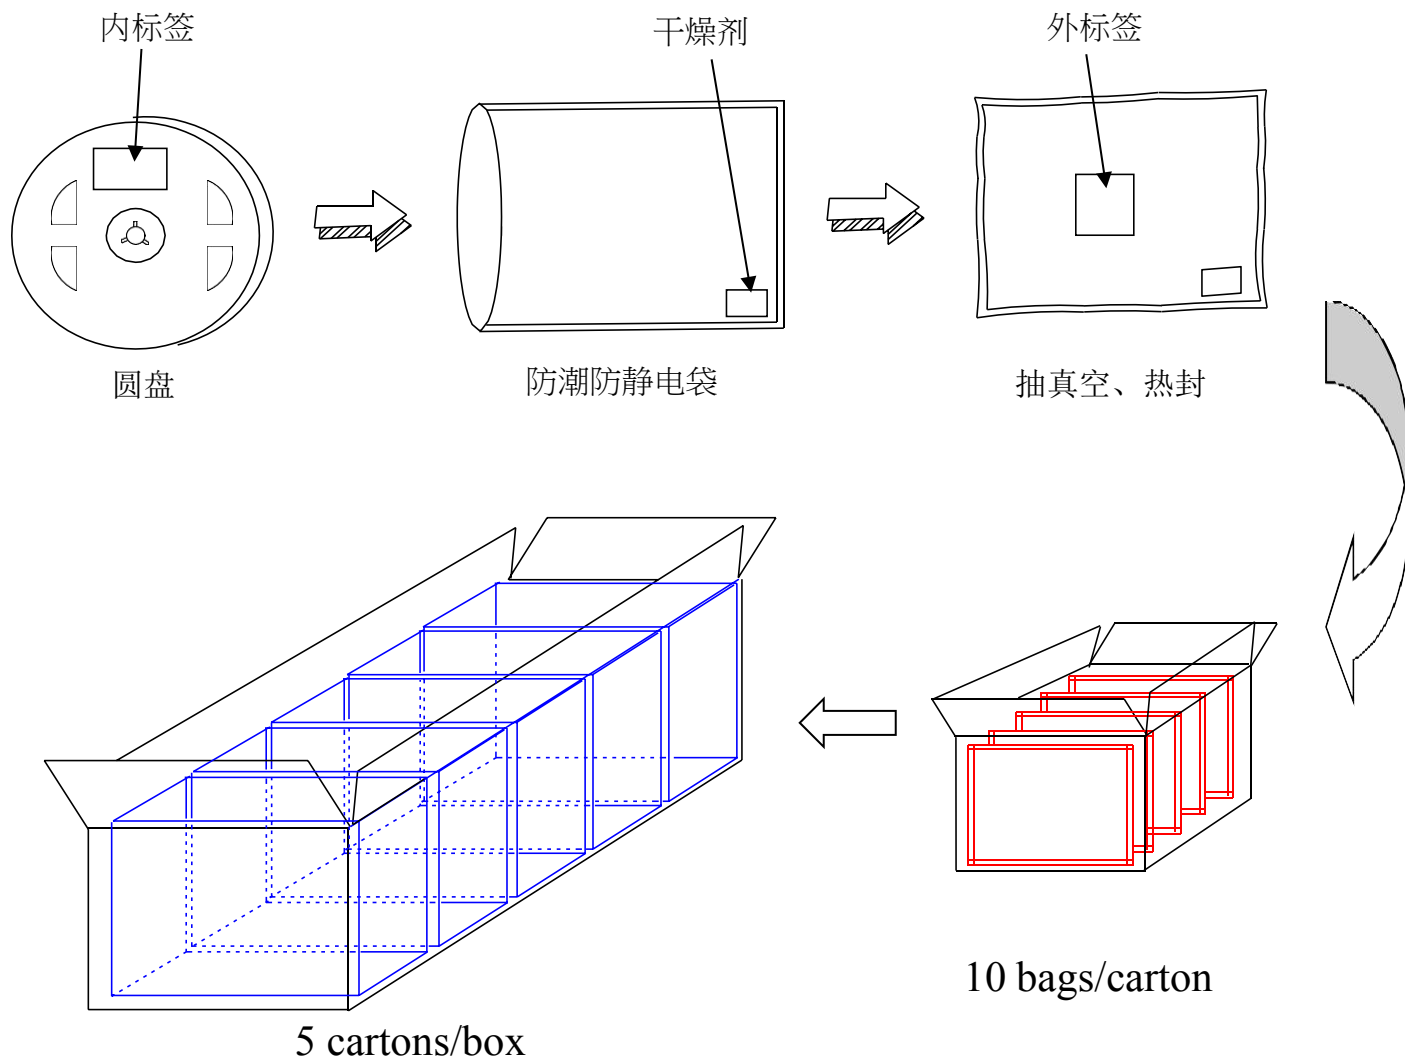 内标签
干燥剂
外标签
圆盘
防潮防静电袋
抽真空、热封
10 bags/carton
5 cartons/box